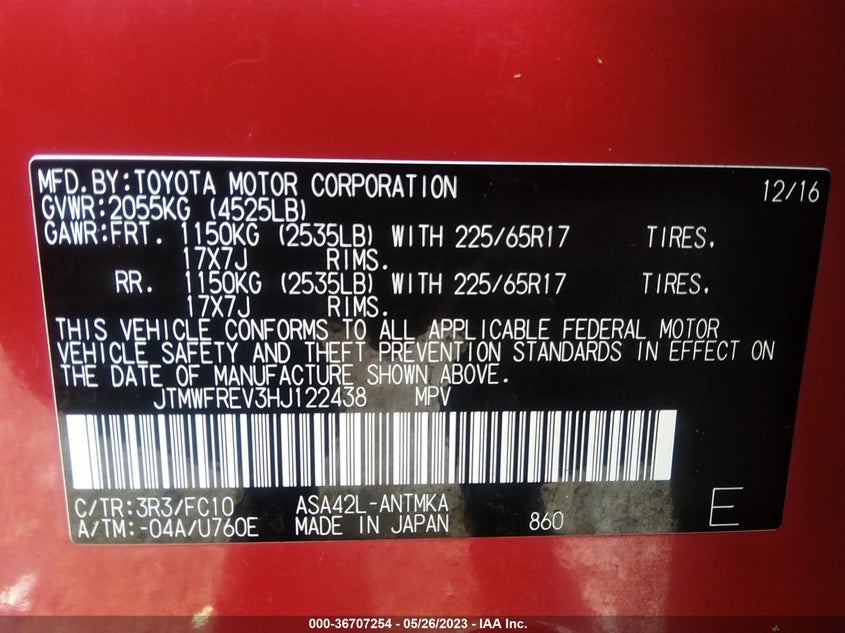 MFD.BY:TOYOTA MOTOR CORPORATION 12/16
GVWR:2055KG (4525LB)
GAWR:FRT. 1150KG (2535LB) WITH 225/65R17 TIRES,
17X7J RIMS.
RR. 1150KG (2535LB) WITH 225/65R17 TIRES,
17X7J RIMS.
THIS VEHICLE CONFORMS TO ALL APPLICABLE FEDERAL MOTOR
VEHICLE SAFETY AND THEFT PREVENTION STANDARDS IN EFFECT ON
THE DATE OF MANUFACTURE SHOWN ABOVE.
JTMWFREV3HJ122438 MPV
C/TR:3R3/FC10 ASA42L-ANTMKA
A/TM:-04A/U760E MADE IN JAPAN 860 E
000-36707254 - 05/26/2023 - IAA Inc.